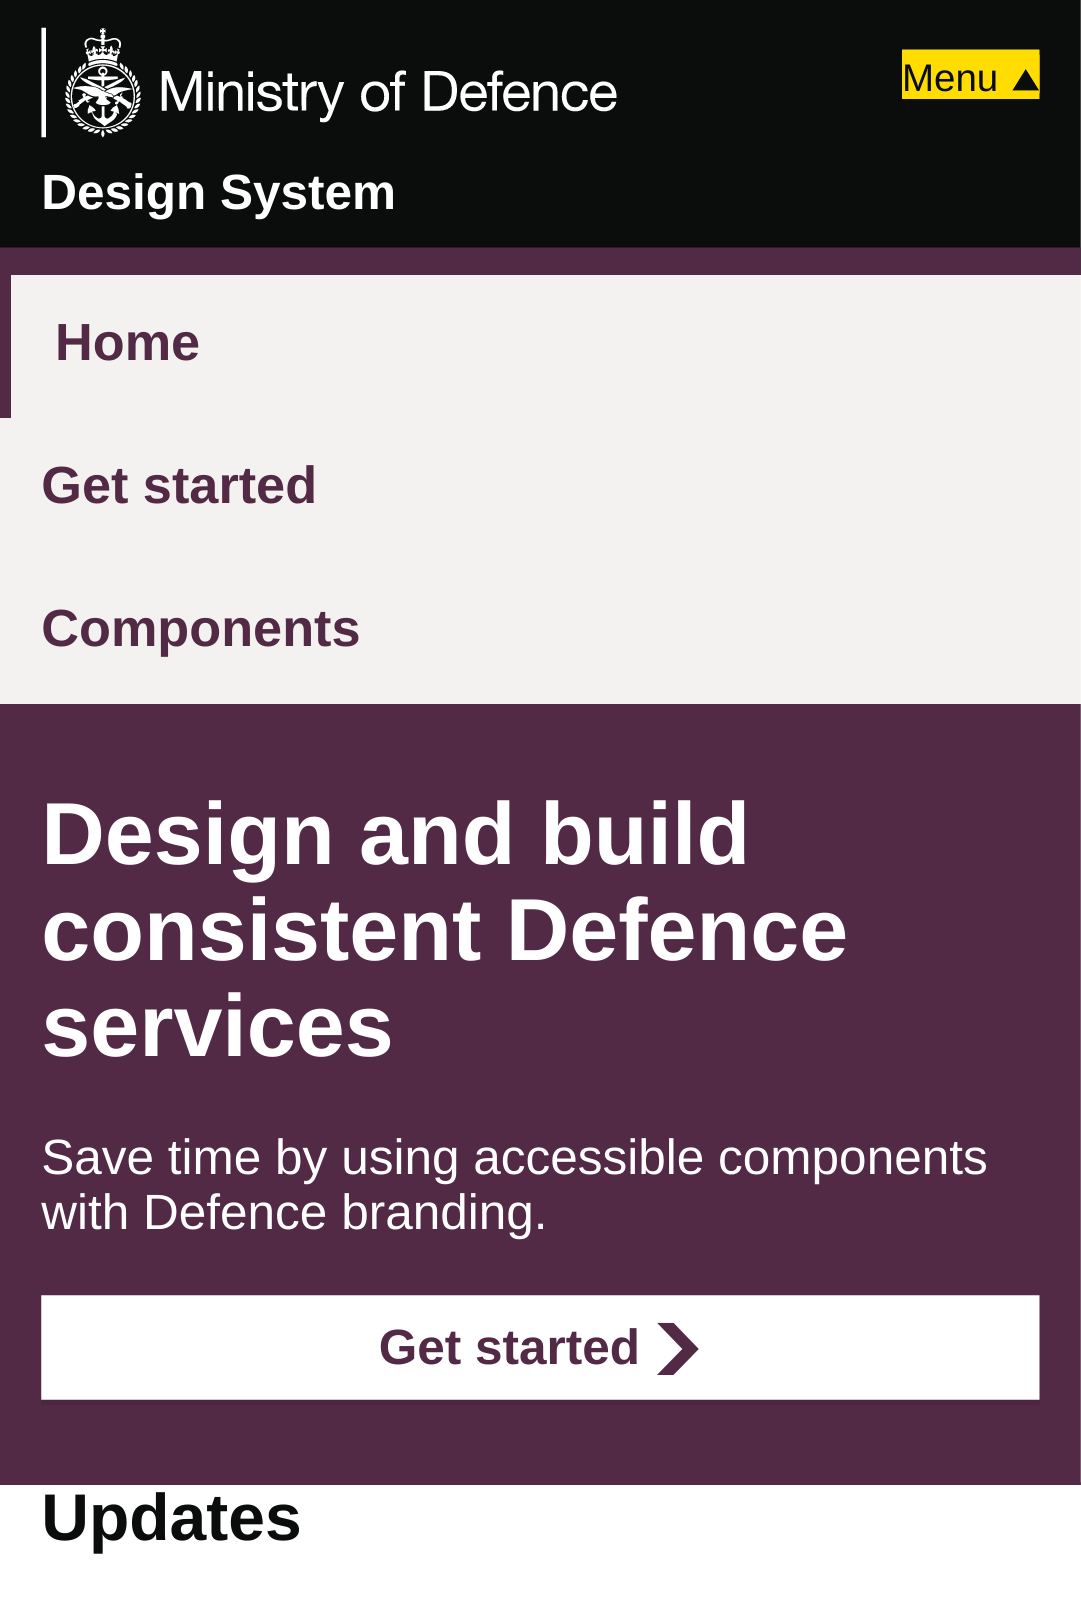 Ministry of Defence
Menu ▲
Design System
Home
Get started
Components
Design and build
consistent Defence
services
Save time by using accessible components
with Defence branding.
Get started
Updates